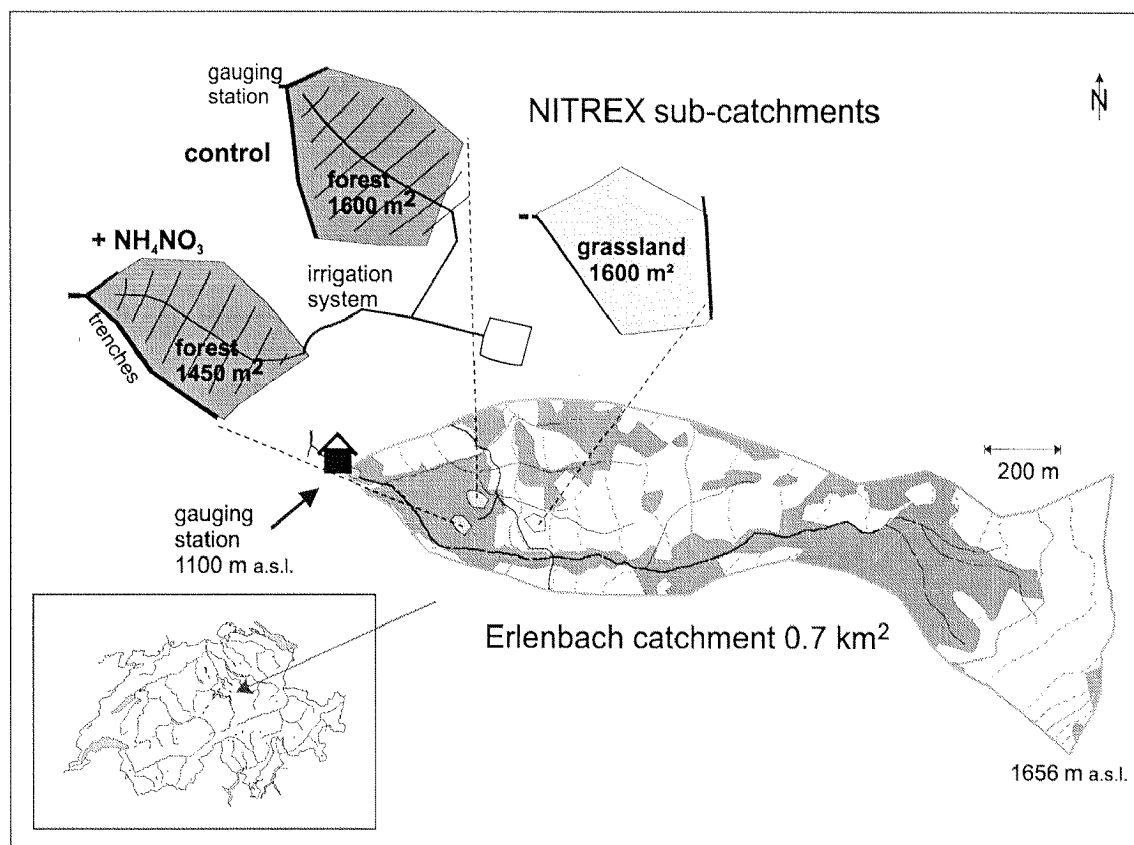 gauging
station
N
NITREX sub-catchments
control
forest
1600 m²
+ NH₄NO₃
grassland
1600 m²
irrigation
system
forest
1450 m²
trenches
200 m
gauging
station
1100 m a.s.l.
Erlenbach catchment 0.7 km²
1656 m a.s.l.